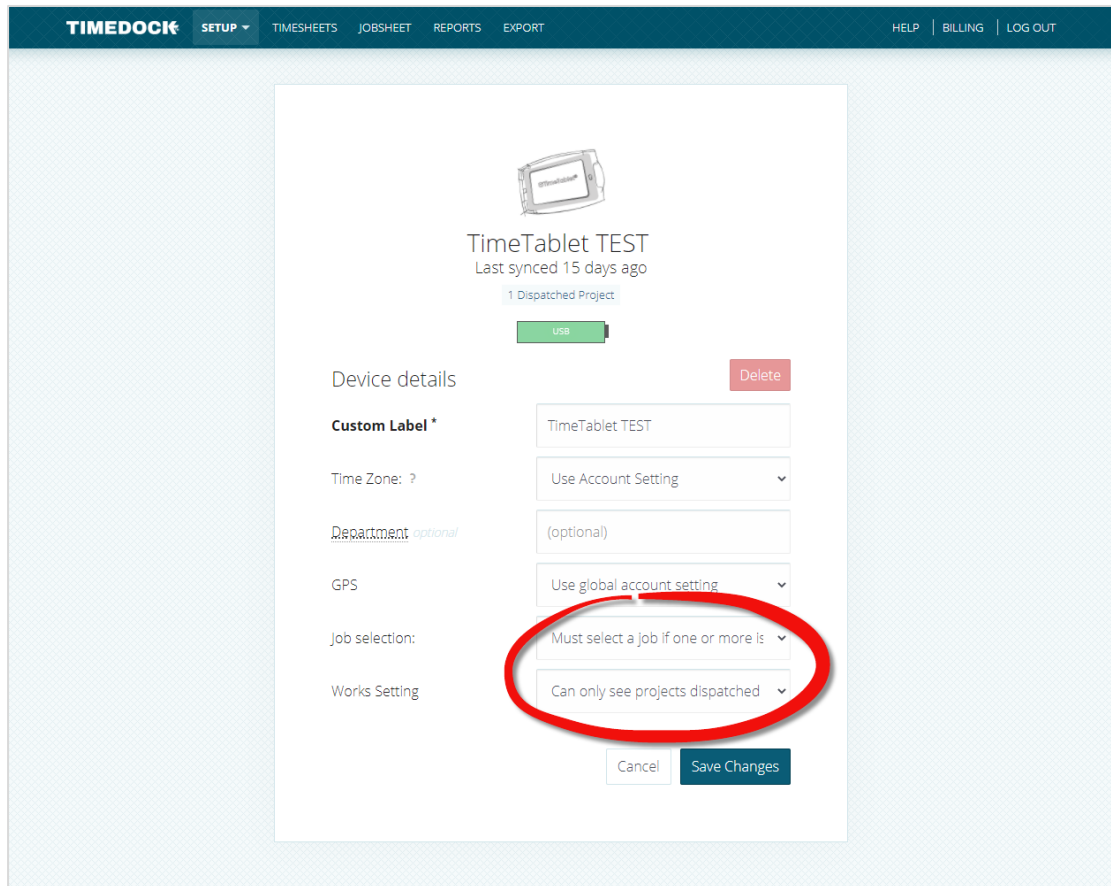 TIMEDOCK SETUP TIMESHEETS JOBSHEET REPORTS EXPORT HELP BILLING LOG OUT
TimeTablet TEST
Last synced 15 days ago
1 Dispatched Project
USB
Device details Delete
Custom Label * TimeTablet TEST
Time Zone: ? Use Account Setting
Department optional (optional)
GPS Use global account setting
Job selection: Must select a job if one or more is
Works Setting Can only see projects dispatched
Cancel Save Changes